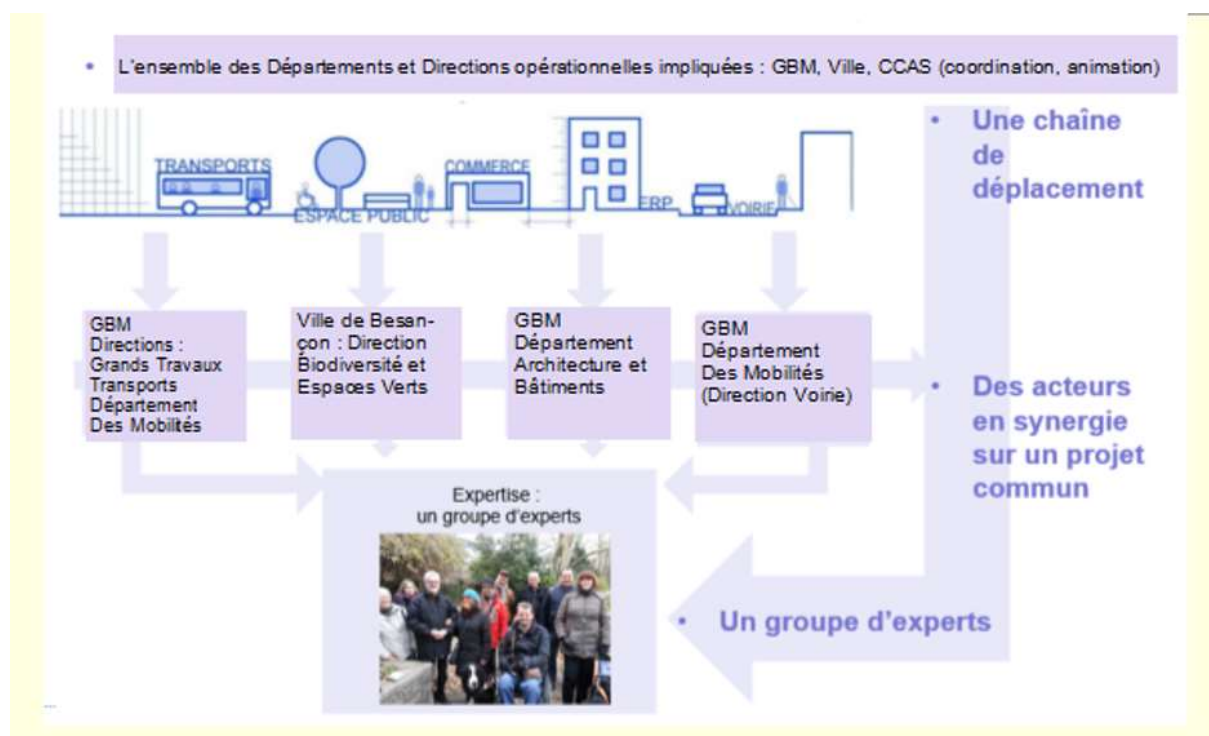 • L'ensemble des Départements et Directions opérationnelles impliquées : GBM, Ville, CCAS (coordination, animation)
TRANSPORTS
ESPACE PUBLIC
COMMERCE
ERP
VOIRIE
• Une chaîne
de
déplacement
GBM
Directions :
Grands Travaux
Transports
Département
Des Mobilités
Ville de Besan-
çon : Direction
Biodiversité et
Espaces Verts
GBM
Département
Architecture et
Bâtiments
GBM
Département
Des Mobilités
(Direction Voirie)
• Des acteurs
en synergie
sur un projet
commun
Expertise :
un groupe d'experts
• Un groupe d'experts